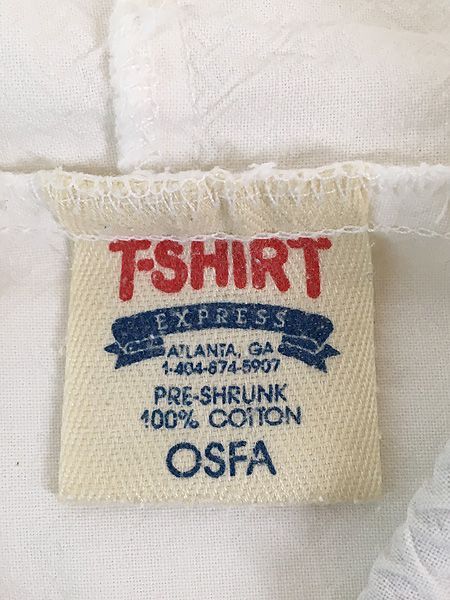 T-SHIRT
EXPRESS
ATLANTA, GA
1-404-874-5907
PRE-SHRUNK
100% COTTON
OSFA